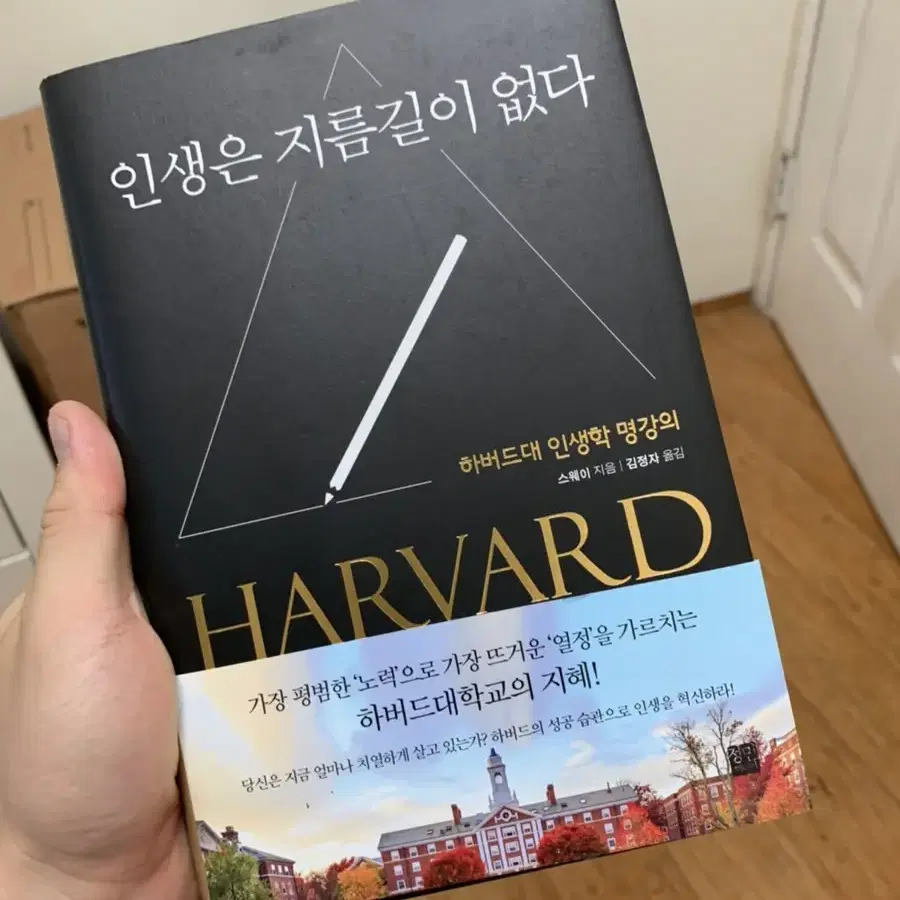 인생은 지름길이 없다
하버드대 인생학 명강의
스웨이 지음 | 김정자 옮김
HARVARD
가장 평범한 ‘노력’으로 가장 뜨거운 ‘열정’을 가르치는
하버드대학교의 지혜!
당신은 지금 얼마나 치열하게 살고 있는가? 하버드의 성공 습관으로 인생을 혁신하라!
정민